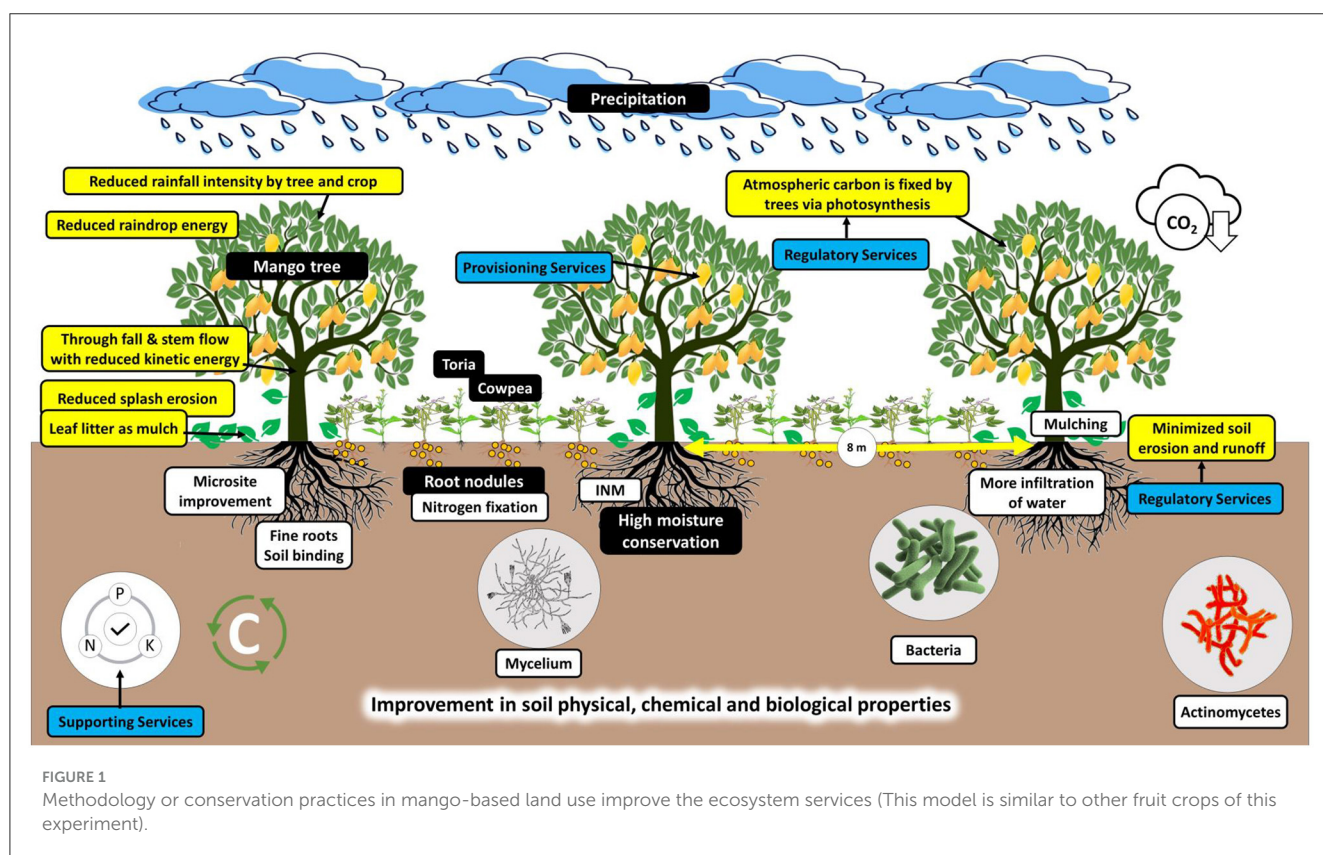 Precipitation
Reduced rainfall intensity by tree and crop
Reduced raindrop energy
Mango tree
Through fall & stem flow
with reduced kinetic energy
Reduced splash erosion
Leaf litter as mulch
Provisioning Services
Atmospheric carbon is fixed by
trees via photosynthesis
Regulatory Services
CO₂
Toria
Cowpea
8 m
Mulching
Minimized soil
erosion and runoff
Regulatory Services
Microsite
improvement
Fine roots
Soil binding
Root nodules
Nitrogen fixation
INM
High moisture
conservation
More infiltration
of water
P
N
K
C
Supporting Services
Mycelium
Bacteria
Actinomycetes
Improvement in soil physical, chemical and biological properties
FIGURE 1
Methodology or conservation practices in mango-based land use improve the ecosystem services (This model is similar to other fruit crops of this
experiment).